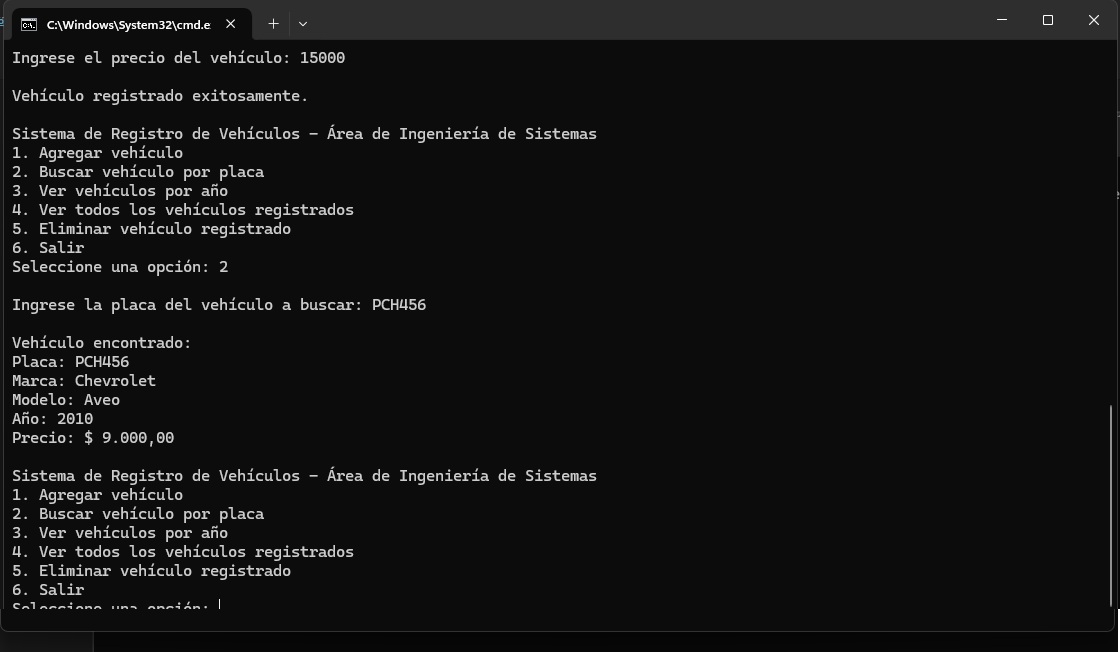 C:\Windows\System32\cmd.e
Ingrese el precio del vehículo: 15000
Vehículo registrado exitosamente.
Sistema de Registro de Vehículos - Área de Ingeniería de Sistemas
1. Agregar vehículo
2. Buscar vehículo por placa
3. Ver vehículos por año
4. Ver todos los vehículos registrados
5. Eliminar vehículo registrado
6. Salir
Seleccione una opción: 2
Ingrese la placa del vehículo a buscar: PCH456
Vehículo encontrado:
Placa: PCH456
Marca: Chevrolet
Modelo: Aveo
Año: 2010
Precio: $ 9.000,00
Sistema de Registro de Vehículos - Área de Ingeniería de Sistemas
1. Agregar vehículo
2. Buscar vehículo por placa
3. Ver vehículos por año
4. Ver todos los vehículos registrados
5. Eliminar vehículo registrado
6. Salir
Seleccione una opción: